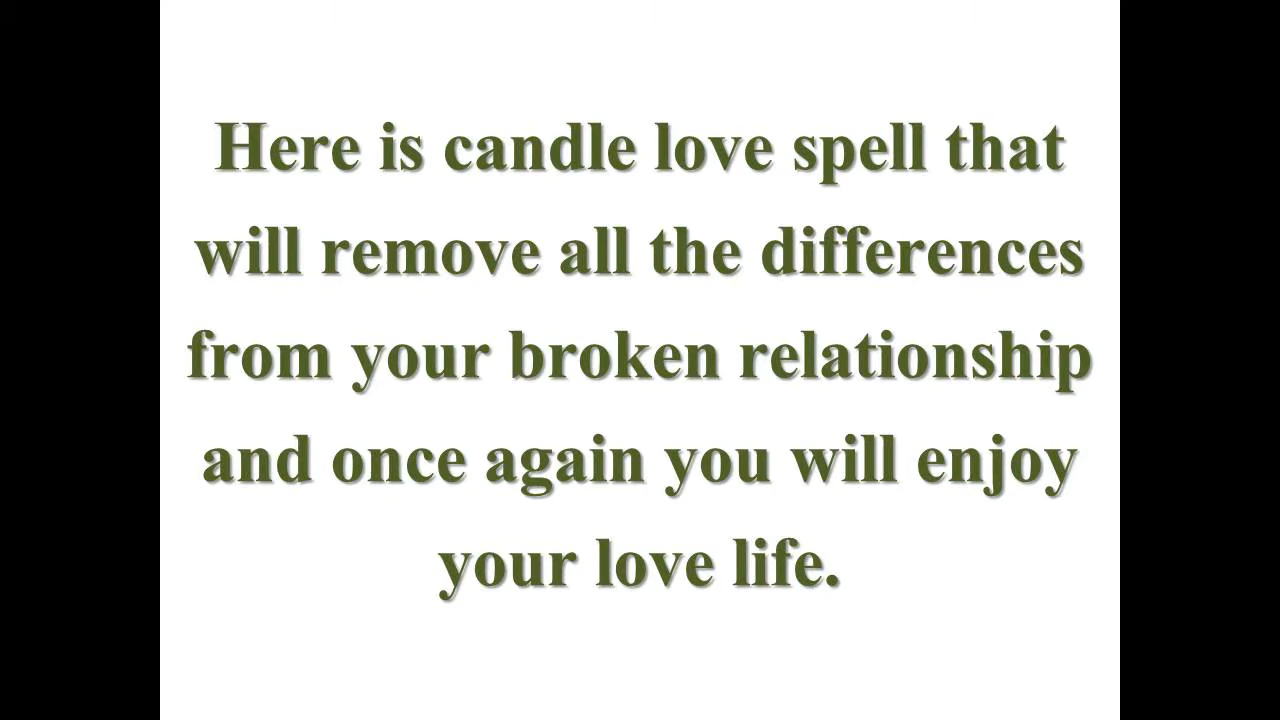 Here is candle love spell that
will remove all the differences
from your broken relationship
and once again you will enjoy
your love life.